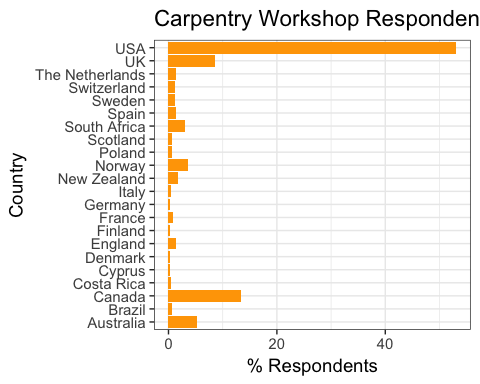 Carpentry Workshop Responden
USA
UK
The Netherlands
Switzerland
Sweden
Spain
South Africa
Scotland
Poland
Norway
New Zealand
Italy
Germany
France
Finland
England
Denmark
Cyprus
Costa Rica
Canada
Brazil
Australia
Country
0 20 40
% Respondents